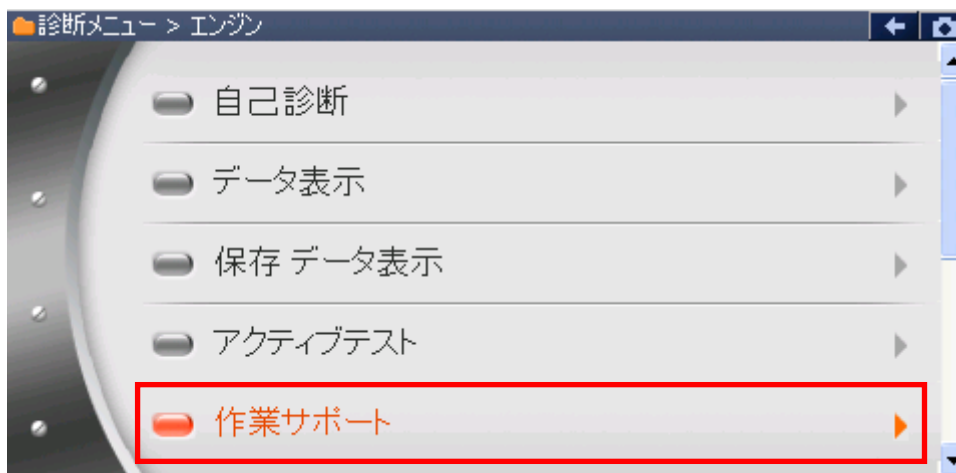 診断メニュー > エンジン
自己診断
データ表示
保存 データ表示
アクティブテスト
作業サポート